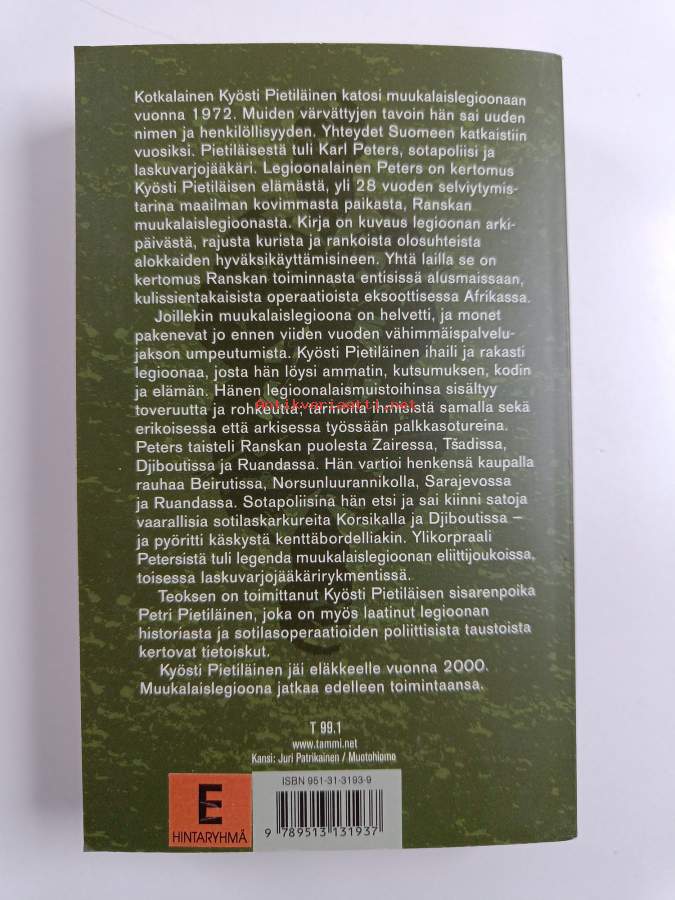 Kotkalainen Kyösti Pietiläinen katosi muukalaislegioonaan
vuonna 1972. Muiden värvättyjen tavoin hän sai uuden
nimen ja henkilöllisyyden. Yhteydet Suomeen katkaistiin
vuosiksi. Pietiläisestä tuli Karl Peters, sotapoliisi ja
laskuvarjojääkäri. Legioonalainen Peters on kertomus
Kyösti Pietiläisen elämästä, yli 28 vuoden selviytymis-
tarina maailman kovimmasta paikasta, Ranskan
muukalaislegioonasta. Kirja on kuvaus legioonan arki-
päivästä, rajusta kurista ja rankoista olosuhteista
alokkaiden hyväksikäyttämisineen. Yhtä lailla se on
kertomus Ranskan toiminnasta entisissä alusmaissaan,
kulissientakaisista operaatioista eksoottisessa Afrikassa.
Joillekin muukalaislegioona on helvetti, ja monet
pakenevat jo ennen viiden vuoden vähimmäispalvelu-
jakson umpeutumista. Kyösti Pietiläinen ihaili ja rakasti
legioonaa, josta hän löysi ammatin, kutsumuksen, kodin
ja elämän. Hänen legioonalaismuistoihinsa sisältyy
toveruutta ja rohkeutta, tarinoita ihmisistä samalla sekä
Antikvariaatti.net
erikoisessa että arkisessa työssään palkkasotureina.
Peters taisteli Ranskan puolesta Zairessa, Tšadissa,
Djiboutissa ja Ruandassa. Hän vartioi henkensä kaupalla
rauhaa Beirutissa, Norsunluurannikolla, Sarajevossa
ja Ruandassa. Sotapoliisina hän etsi ja sai kiinni satoja
vaarallisia sotilaskarkureita Korsikalla ja Djiboutissa –
ja pyöritti käskystä kenttäbordelliakin. Ylikorpraali
Petersistä tuli legenda muukalaislegioonan eliittijoukoissa,
toisessa laskuvarjojääkärirykmentissä.
Teoksen on toimittanut Kyösti Pietiläisen sisarenpoika
Petri Pietiläinen, joka on myös laatinut legioonan
historiasta ja sotilasoperaatioiden poliittisista taustoista
kertovat tietoiskut.
Kyösti Pietiläinen jäi eläkkeelle vuonna 2000.
Muukalaislegioona jatkaa edelleen toimintaansa.
T 99.1
www.tammi.net
Kansi: Juri Patrikainen / Muotohiomo
ISBN 951-31-3193-9
E
HINTARYHMÄ
9 789513 131937